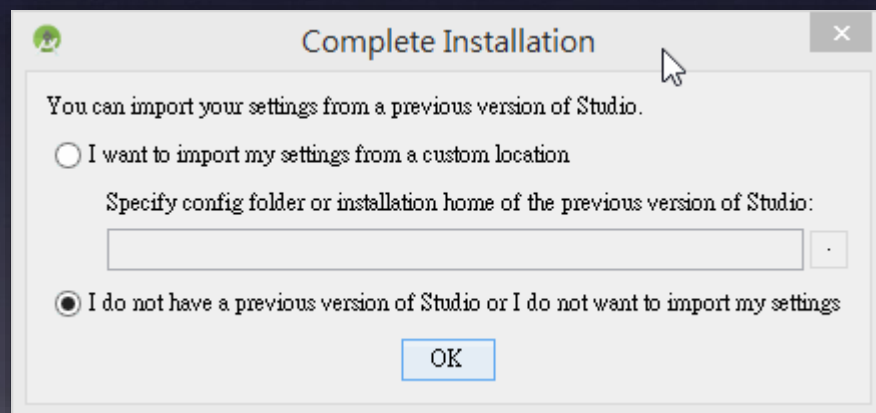 Complete Installation
You can import your settings from a previous version of Studio.
I want to import my settings from a custom location
Specify config folder or installation home of the previous version of Studio:
.
I do not have a previous version of Studio or I do not want to import my settings
OK